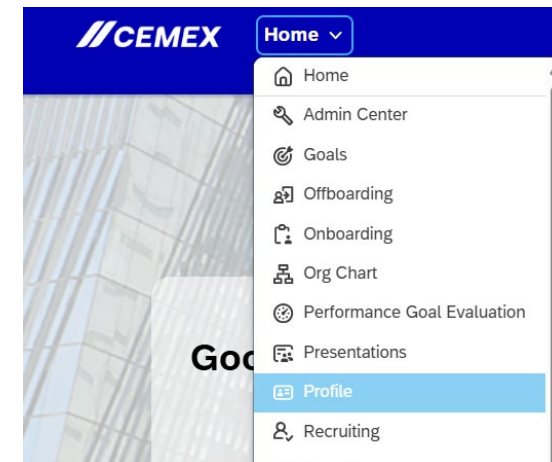 CEMEX
Home
Home
Admin Center
Goals
Offboarding
Onboarding
Org Chart
Performance Goal Evaluation
Goo
Presentations
Profile
Recruiting